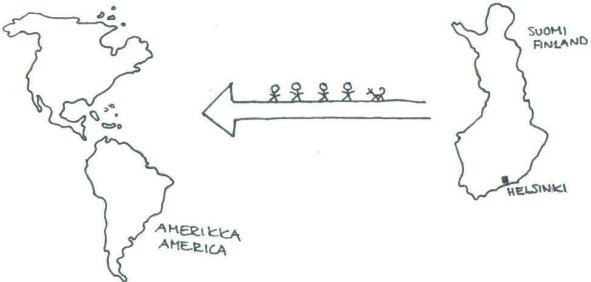 SUOMI
FINLAND
HELSINKI
AMERIKKA
AMERICA